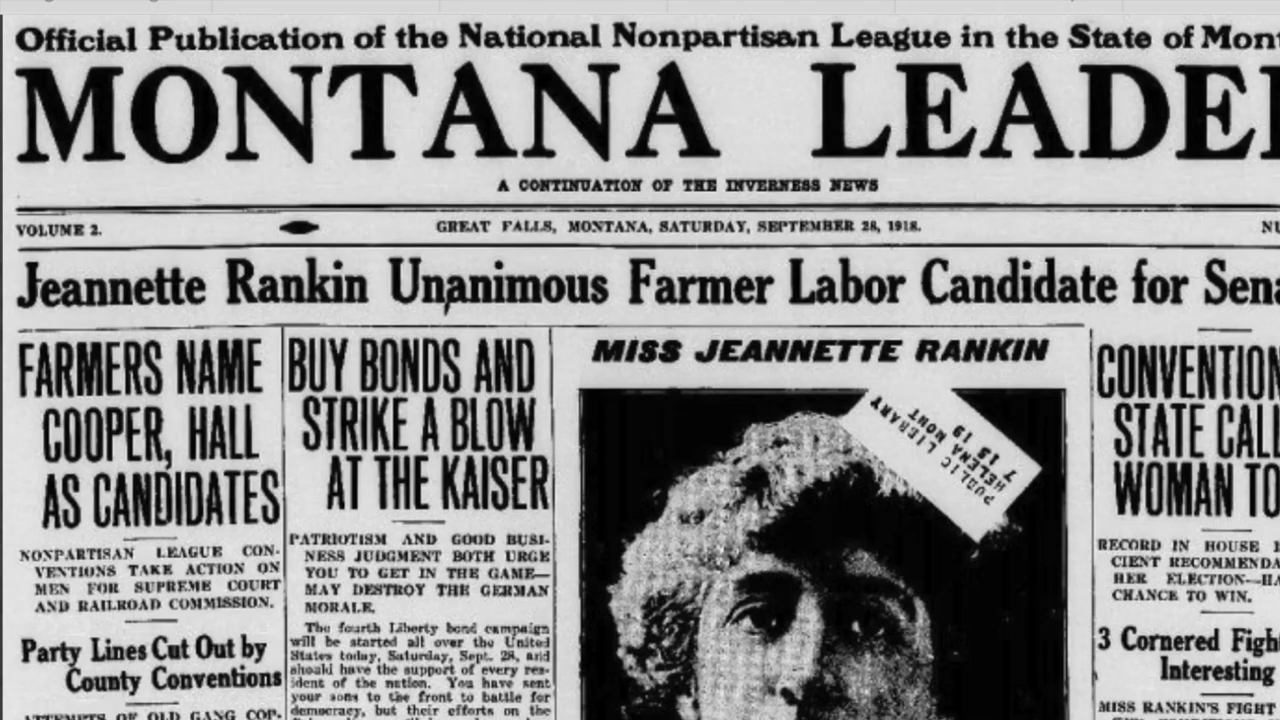 Official Publication of the National Nonpartisan League in the State of Mont
MONTANA LEADE
A CONTINUATION OF THE INVERNESS NEWS
VOLUME 2.
GREAT FALLS, MONTANA, SATURDAY, SEPTEMBER 28, 1918.
NU
Jeannette Rankin Unanimous Farmer Labor Candidate for Sena
FARMERS NAME
COOPER, HALL
AS CANDIDATES
NONPARTISAN LEAGUE CON-
VENTIONS TAKE ACTION ON
MEN FOR SUPREME COURT
AND RAILROAD COMMISSION.
Party Lines Cut Out by
County Conventions
ATTEMPTS OF OLD GANG COP-
BUY BONDS AND
STRIKE A BLOW
AT THE KAISER
PATRIOTISM AND GOOD BUSI-
NESS JUDGMENT BOTH URGE
YOU TO GET IN THE GAME—
MAY DESTROY THE GERMAN
MORALE.
The fourth Liberty bond campaign
will be started all over the United
States today, Saturday, Sept. 28, and
should have the support of every res-
ident of the nation. You have sent
your sons to the front to battle for
democracy, but their efforts on the
MISS JEANNETTE RANKIN
PUBLIC LIBRARY
HELENA MONT
7 15 19
CONVENTION
STATE CALL
WOMAN TO
RECORD IN HOUSE
CIENT RECOMMENDA
HER ELECTION—HA
CHANCE TO WIN.
3 Cornered Figh
Interesting
MISS RANKIN'S FIGHT